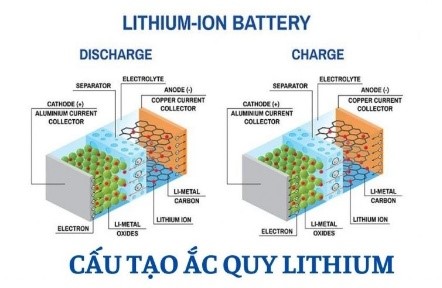 LITHIUM-ION BATTERY
DISCHARGE
SEPARATOR
ELECTROLYTE
ANODE (-)
COPPER CURRENT
COLLECTOR
CATHODE (+)
ALUMINIUM CURRENT
COLLECTOR
LI-METAL
CARBON
LITHIUM ION
LI-METAL
OXIDES
ELECTRON
CHARGE
SEPARATOR
ELECTROLYTE
ANODE (-)
COPPER CURRENT
COLLECTOR
CATHODE (+)
ALUMINIUM CURRENT
COLLECTOR
LI-METAL
CARBON
LITHIUM ION
LI-METAL
OXIDES
ELECTRON
CẤU TẠO ẮC QUY LITHIUM